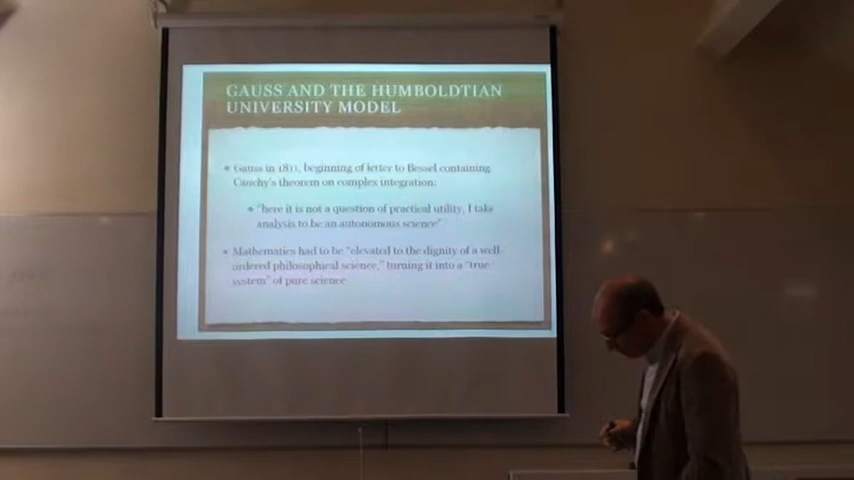 GAUSS AND THE HUMBOLDTIAN
UNIVERSITY MODEL
Gauss in 1811, beginning of letter to Bessel containing
Cauchy's theorem on complex integration:
"here it is not a question of practical utility, I take
analysis to be an autonomous science"
Mathematics had to be "elevated to the dignity of a well-
ordered philosophical science," turning it into a "true
system" of pure science